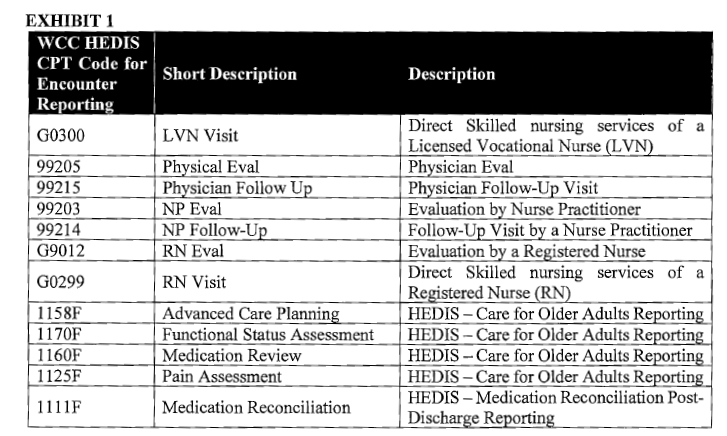 EXHIBIT 1
WCC HEDIS
CPT Code for
Encounter
Reporting
Short Description
Description
G0300 LVN Visit Direct Skilled nursing services of a
Licensed Vocational Nurse (LVN)
99205 Physical Eval Physician Eval
99215 Physician Follow Up Physician Follow-Up Visit
99203 NP Eval Evaluation by Nurse Practitioner
99214 NP Follow-Up Follow-Up Visit by a Nurse Practitioner
G9012 RN Eval Evaluation by a Registered Nurse
G0299 RN Visit Direct Skilled nursing services of a
Registered Nurse (RN)
1158F Advanced Care Planning HEDIS – Care for Older Adults Reporting
1170F Functional Status Assessment HEDIS – Care for Older Adults Reporting
1160F Medication Review HEDIS – Care for Older Adults Reporting
1125F Pain Assessment HEDIS – Care for Older Adults Reporting
1111F Medication Reconciliation HEDIS – Medication Reconciliation Post-
Discharge Reporting